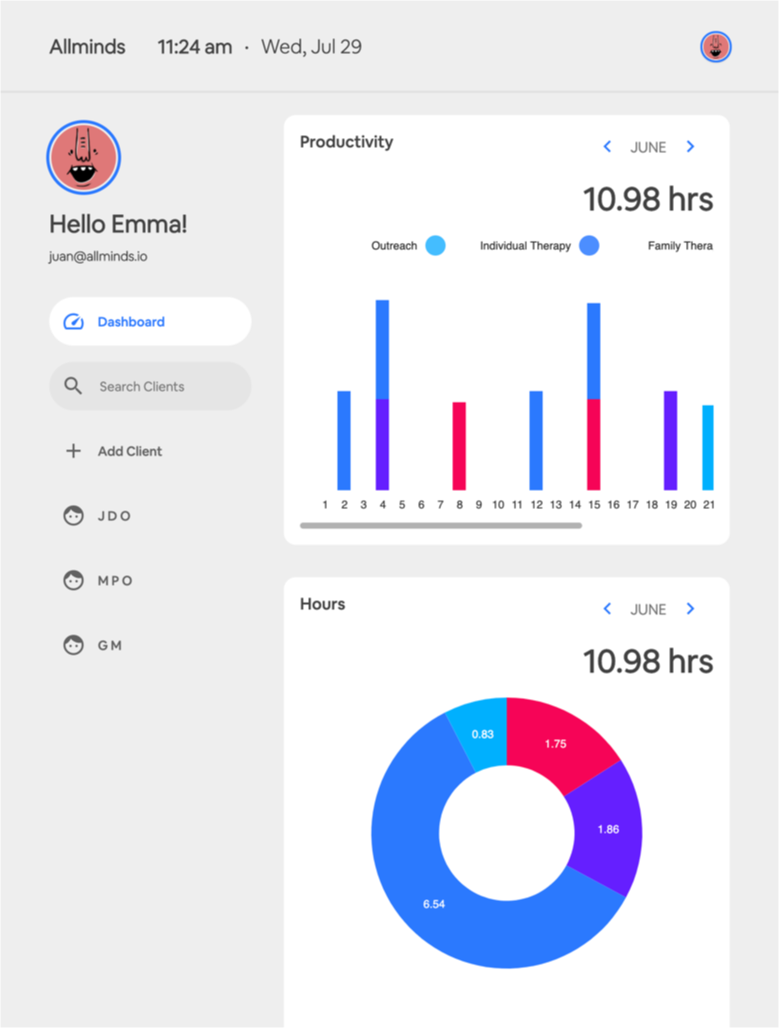 Allminds 11:24 am · Wed, Jul 29
Hello Emma!
juan@allminds.io
Dashboard
Search Clients
Add Client
J D O
M P O
G M
Productivity
JUNE
10.98 hrs
Outreach Individual Therapy Family Thera
1 2 3 4 5 6 7 8 9 10 11 12 13 14 15 16 17 18 19 20 21
Hours
JUNE
10.98 hrs
0.83
1.75
1.86
6.54